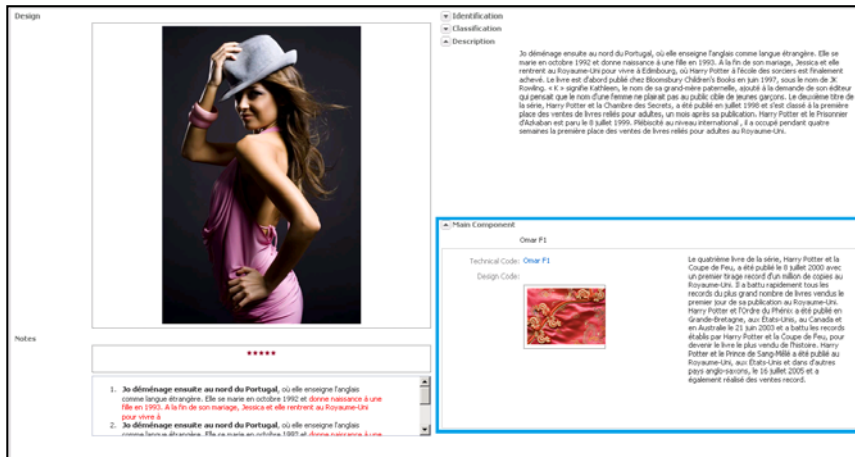 Design
Notes
*****
1. Jo déménage ensuite au nord du Portugal, où elle enseigne l'anglais
comme langue étrangère. Elle se marie en octobre 1992 et donne naissance à une
fille en 1993. A la fin de son mariage, Jessica et elle rentrent au Royaume-Uni
pour vivre à
2. Jo déménage ensuite au nord du Portugal, où elle enseigne l'anglais
comme langue étrangère. Elle se marie en octobre 1992 et donne naissance à une
Identification
Classification
Description
Jo déménage ensuite au nord du Portugal, où elle enseigne l'anglais comme langue étrangère. Elle se
marie en octobre 1992 et donne naissance à une fille en 1993. A la fin de son mariage, Jessica et elle
rentrent au Royaume-Uni pour vivre à Edimbourg, où Harry Potter à l'école des sorciers est finalement
achevé. Le livre est d'abord publié chez Bloomsbury Children's Books en juin 1997, sous le nom de JK
Rowling. « K » signifie Kathleen, le nom de sa grand-mère paternelle, ajouté à la demande de son éditeur
qui pensait que le nom d'une femme ne plairait pas au public cible de jeunes garçons. Le deuxième titre de
la série, Harry Potter et la Chambre des Secrets, a été publié en juillet 1998 et s'est classé à la première
place des ventes de livres reliés pour adultes, un mois après sa publication. Harry Potter et le Prisonnier
d'Azkaban est paru le 8 juillet 1999. Plébiscité au niveau international , il a occupé pendant quatre
semaines la première place des ventes de livres reliés pour adultes au Royaume-Uni.
Main Component
Omar F1
Technical Code: Omar F1
Design Code:
Le quatrième livre de la série, Harry Potter et la
Coupe de Feu, a été publié le 8 juillet 2000 avec
un premier tirage record d'un million de copies au
Royaume-Uni. Il a battu rapidement tous les
records du plus grand nombre de livres vendus le
premier jour de sa publication au Royaume-Uni.
Harry Potter et l'Ordre du Phénix a été publié en
Grande-Bretagne, aux États-Unis, au Canada et
en Australie le 21 juin 2003 et a battu les records
établis par Harry Potter et la Coupe de Feu, pour
devenir le livre le plus vendu de l'histoire. Harry
Potter et le Prince de Sang-Mêlé a été publié au
Royaume-Uni, aux États-Unis et dans d'autres
pays anglo-saxons, le 16 juillet 2005 et a
également réalisé des ventes record.